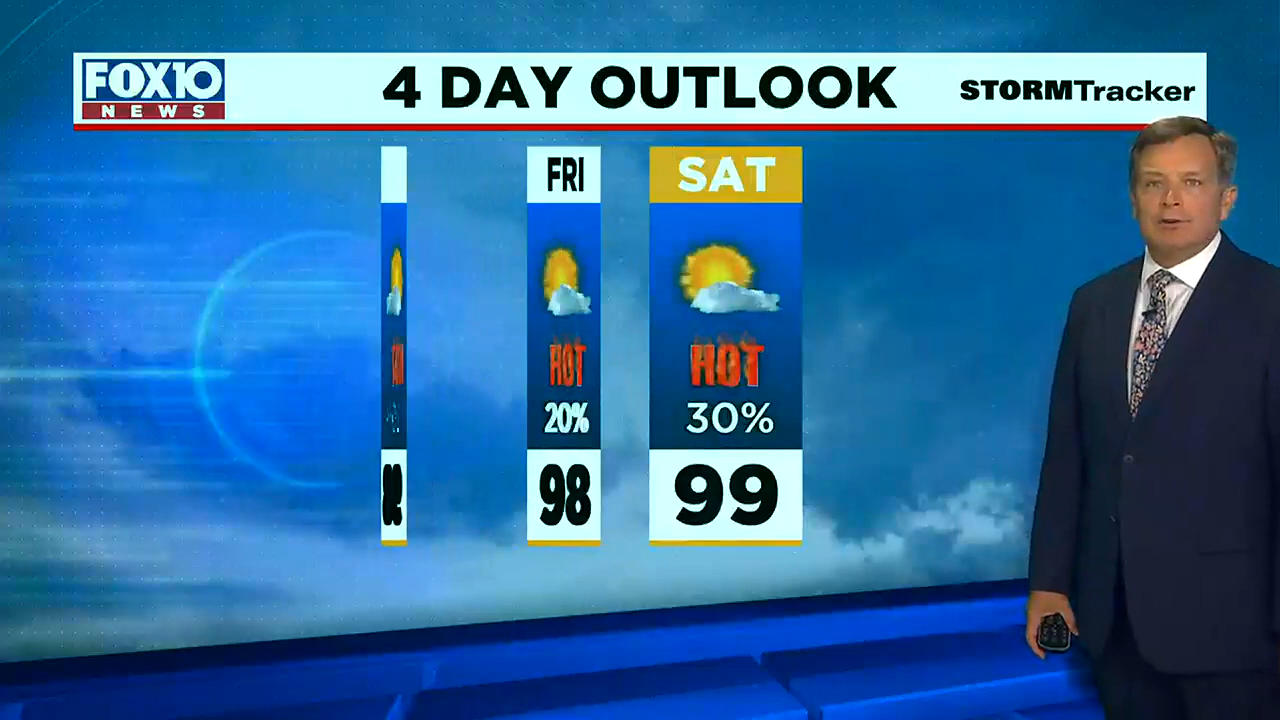 FOX10
NEWS
4 DAY OUTLOOK
STORMTracker
FRI
SAT
HOT
HOT
20%
30%
98
99